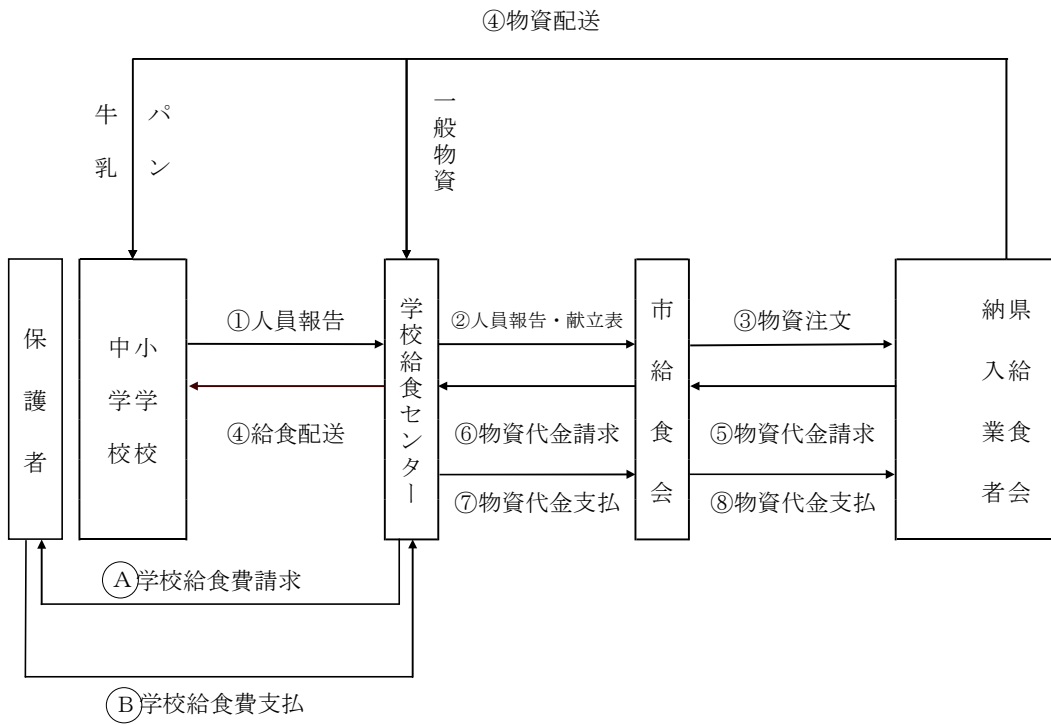 ④物資配送
牛乳
パン
一般物資
保護者
小学校
中学校
学校給食センター
市給食会
県給食会
納入業者
①人員報告
②人員報告・献立表
③物資注文
④給食配送
⑥物資代金請求
⑤物資代金請求
⑦物資代金支払
⑧物資代金支払
Ⓐ学校給食費請求
Ⓑ学校給食費支払